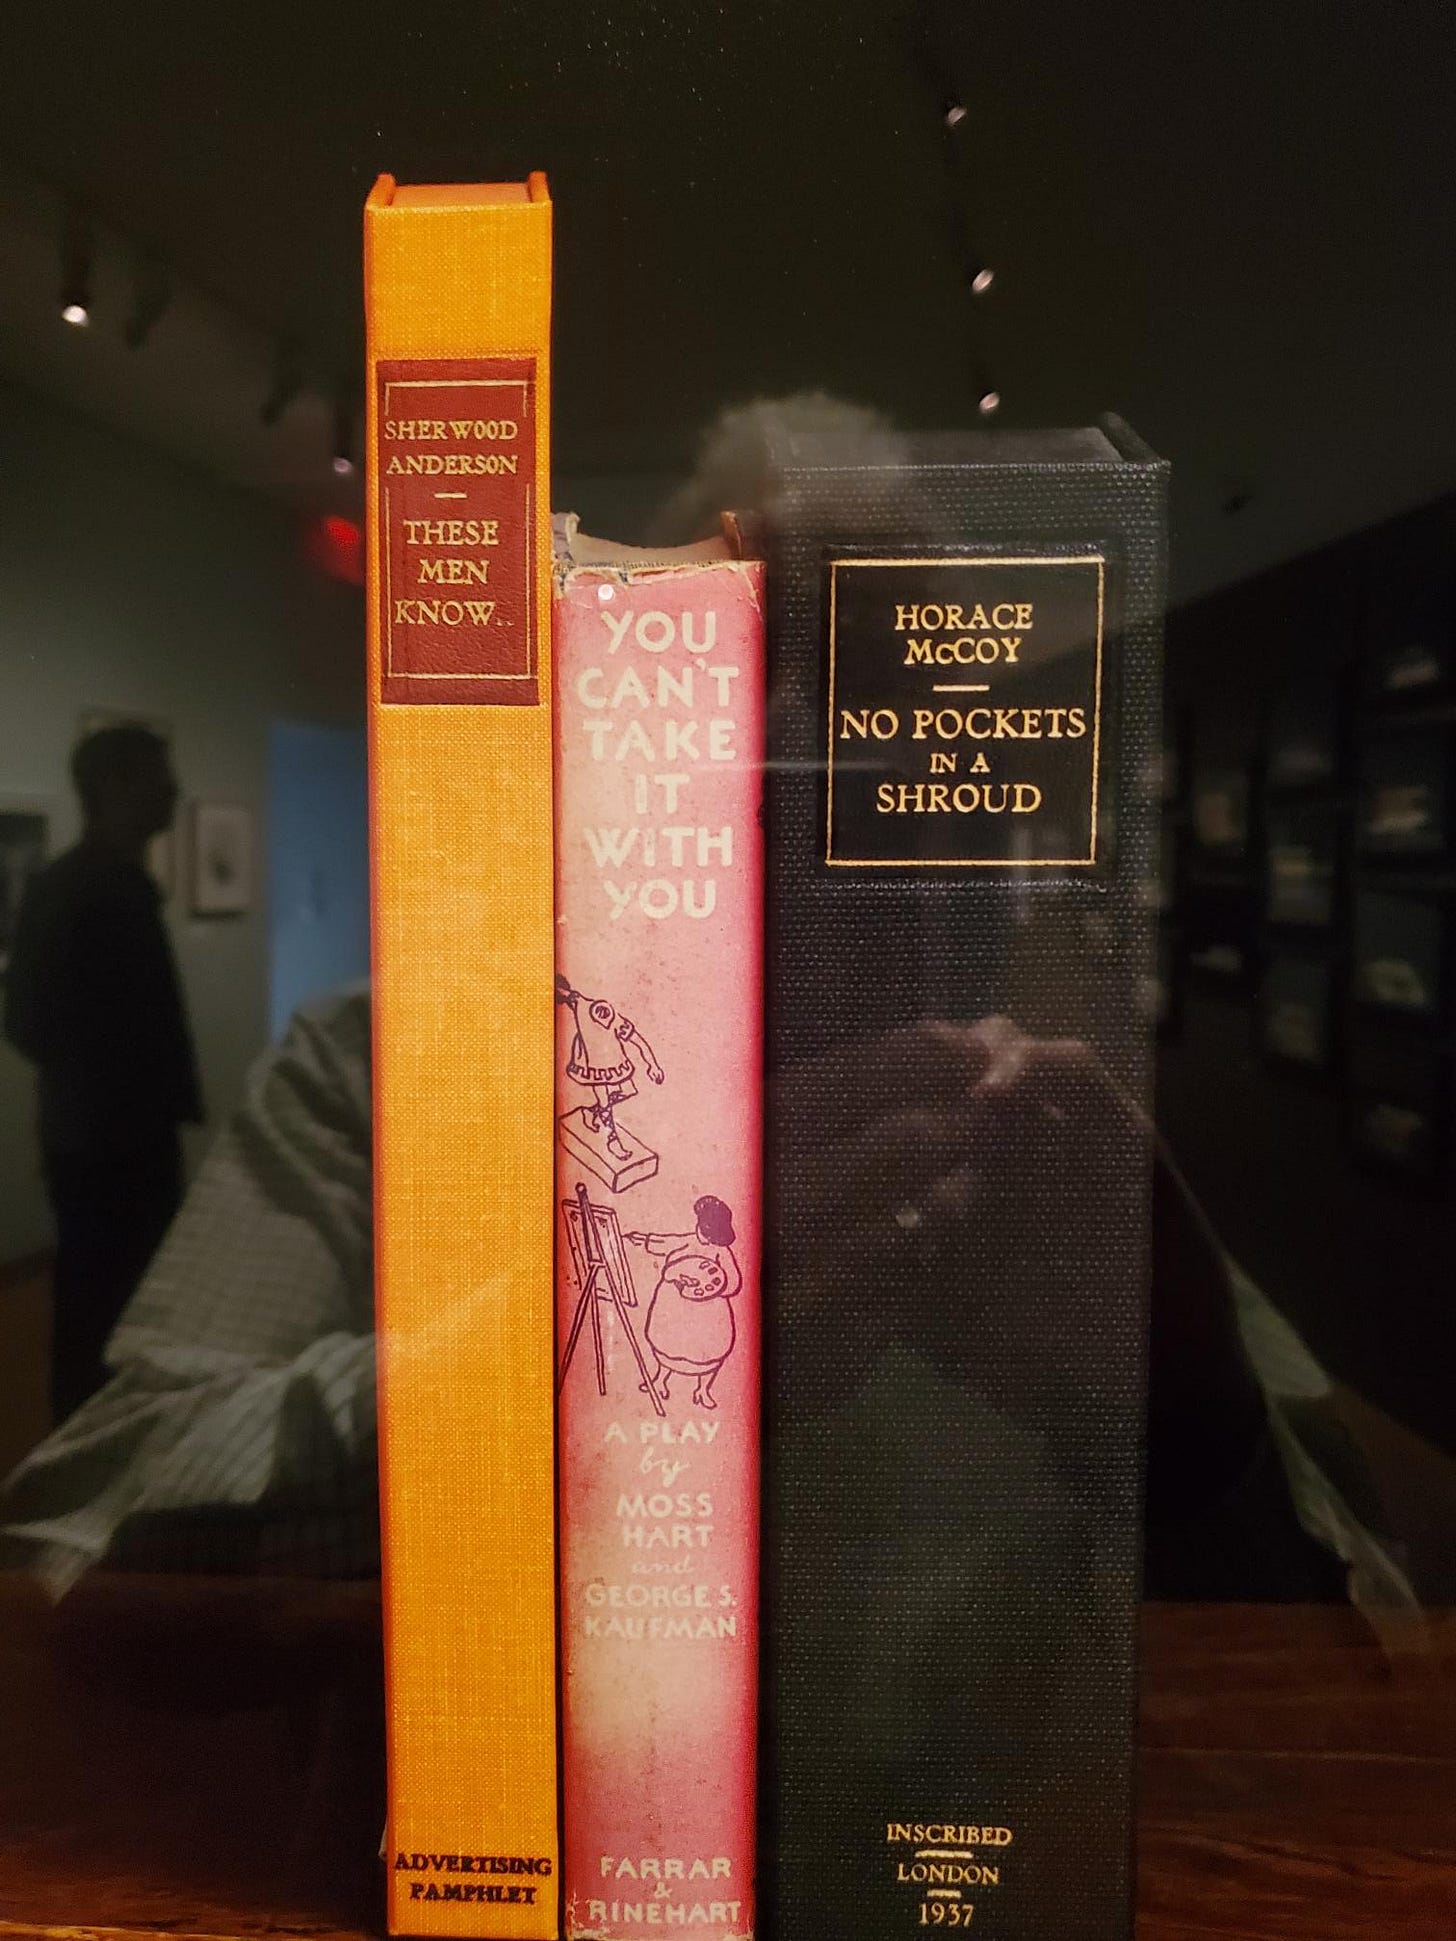 SHERWOOD
ANDERSON
THESE
MEN
KNOW..
ADVERTISING
PAMPHLET
YOU
CAN'T
TAKE
IT
WITH
YOU
A PLAY
by
MOSS
HART
and
GEORGE S.
KAUFMAN
FARRAR
&
RINEHART
HORACE
McCOY
NO POCKETS
IN A
SHROUD
INSCRIBED
LONDON
1937